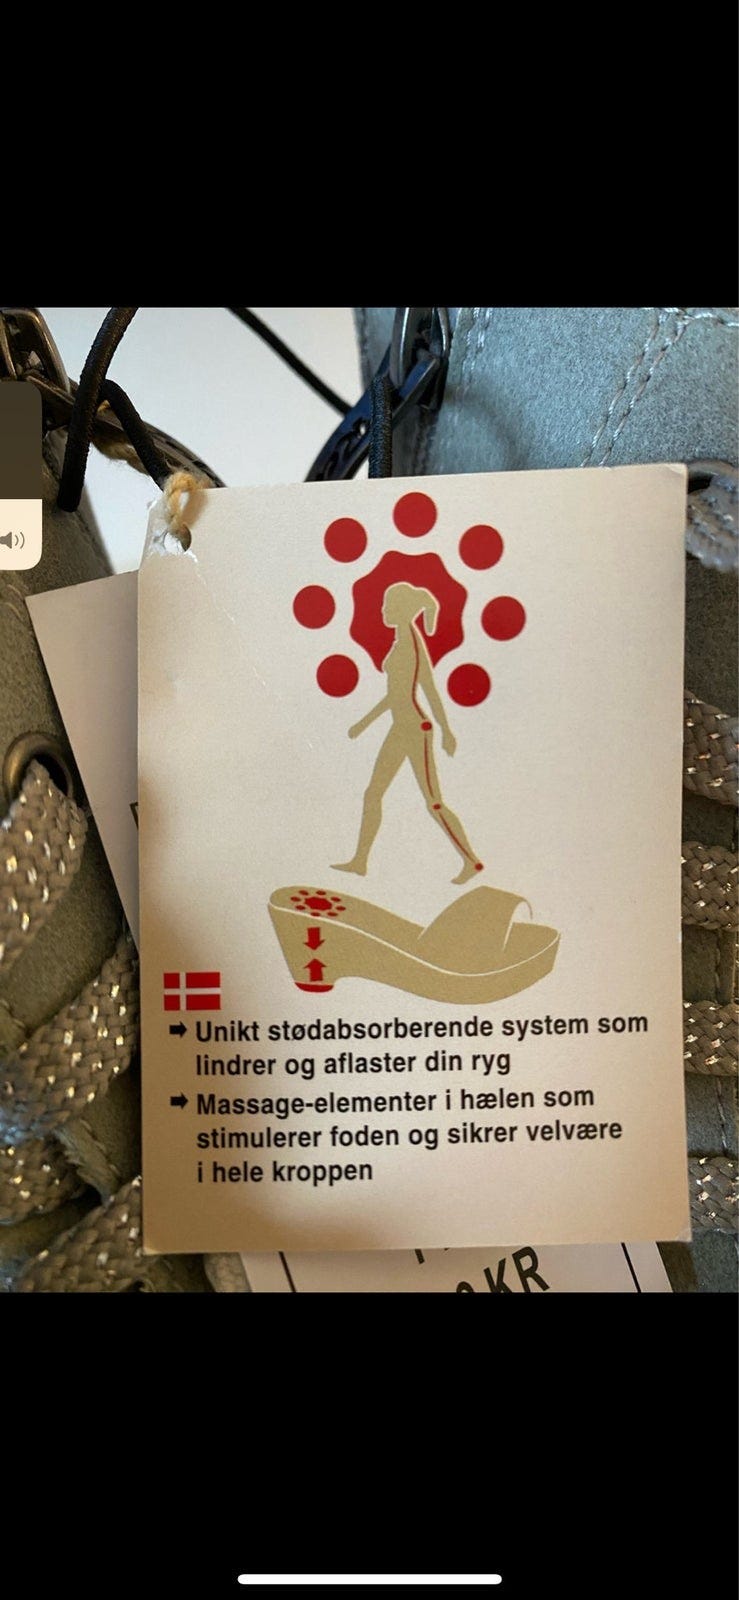 ➡ Unikt stødabsorberende system som
lindrer og aflaster din ryg
➡ Massage-elementer i hælen som
stimulerer foden og sikrer velvære
i hele kroppen
KR